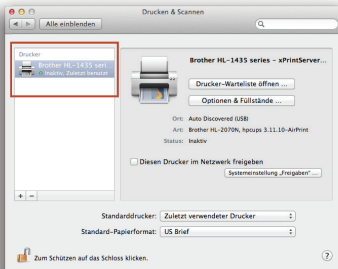 Drucken & Scannen
Alle einblenden
Drucker
Brother HL-1435 seri...
Inaktiv, Zuletzt benutzt
Brother HL-1435 series – xPrintServer...
Drucker-Warteliste öffnen ...
Optionen & Füllstände ...
Ort: Auto Discovered (USB)
Art: Brother HL-2070N, hpcups 3.11.10-AirPrint
Status: Inaktiv
Diesen Drucker im Netzwerk freigeben
Systemeinstellung „Freigaben“ ...
+ −
Standarddrucker: Zuletzt verwendeter Drucker
Standard-Papierformat: US Brief
Zum Schützen auf das Schloss klicken.
?